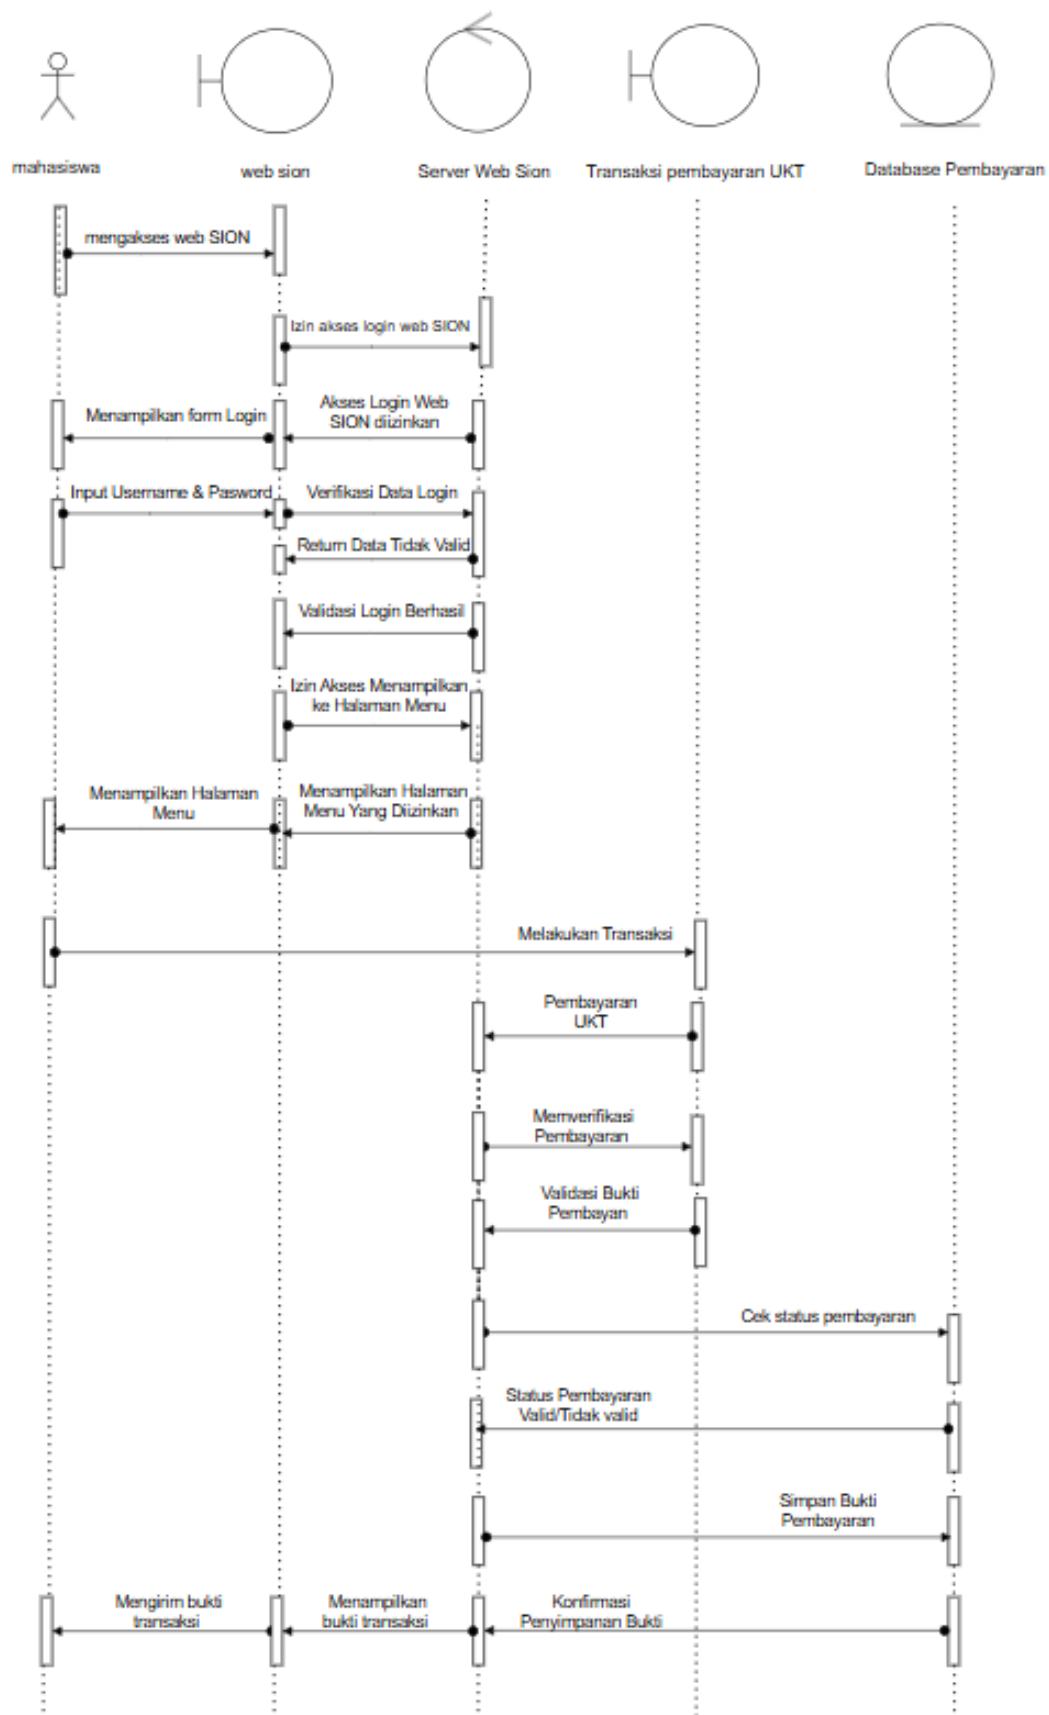 mahasiswa
web sion
Server Web Sion
Transaksi pembayaran UKT
Database Pembayaran
mengakses web SION
Izin akses login web SION
Menampilkan form Login
Akses Login Web
SION diizinkan
Input Username & Pasword
Verifikasi Data Login
Return Data Tidak Valid
Validasi Login Berhasil
Izin Akses Menampilkan
ke Halaman Menu
Menampilkan Halaman
Menu
Menampilkan Halaman
Menu Yang Diizinkan
Melakukan Transaksi
Pembayaran
UKT
Memverifikasi
Pembayaran
Validasi Bukti
Pembayan
Cek status pembayaran
Status Pembayaran
Valid/Tidak valid
Simpan Bukti
Pembayaran
Mengirim bukti
transaksi
Menampilkan
bukti transaksi
Konfirmasi
Penyimpanan Bukti